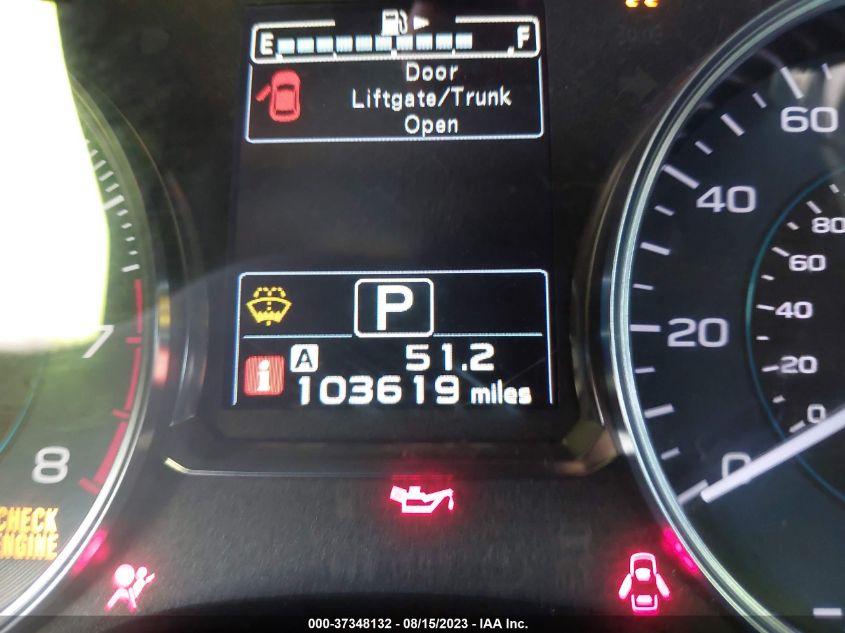 E F
Door
Liftgate/Trunk
Open
P
A 51.2
i 103619 miles
7
8
CHECK
ENGINE
60
40
20
0
80
60
40
20
0
000-37348132 - 08/15/2023 - IAA Inc.